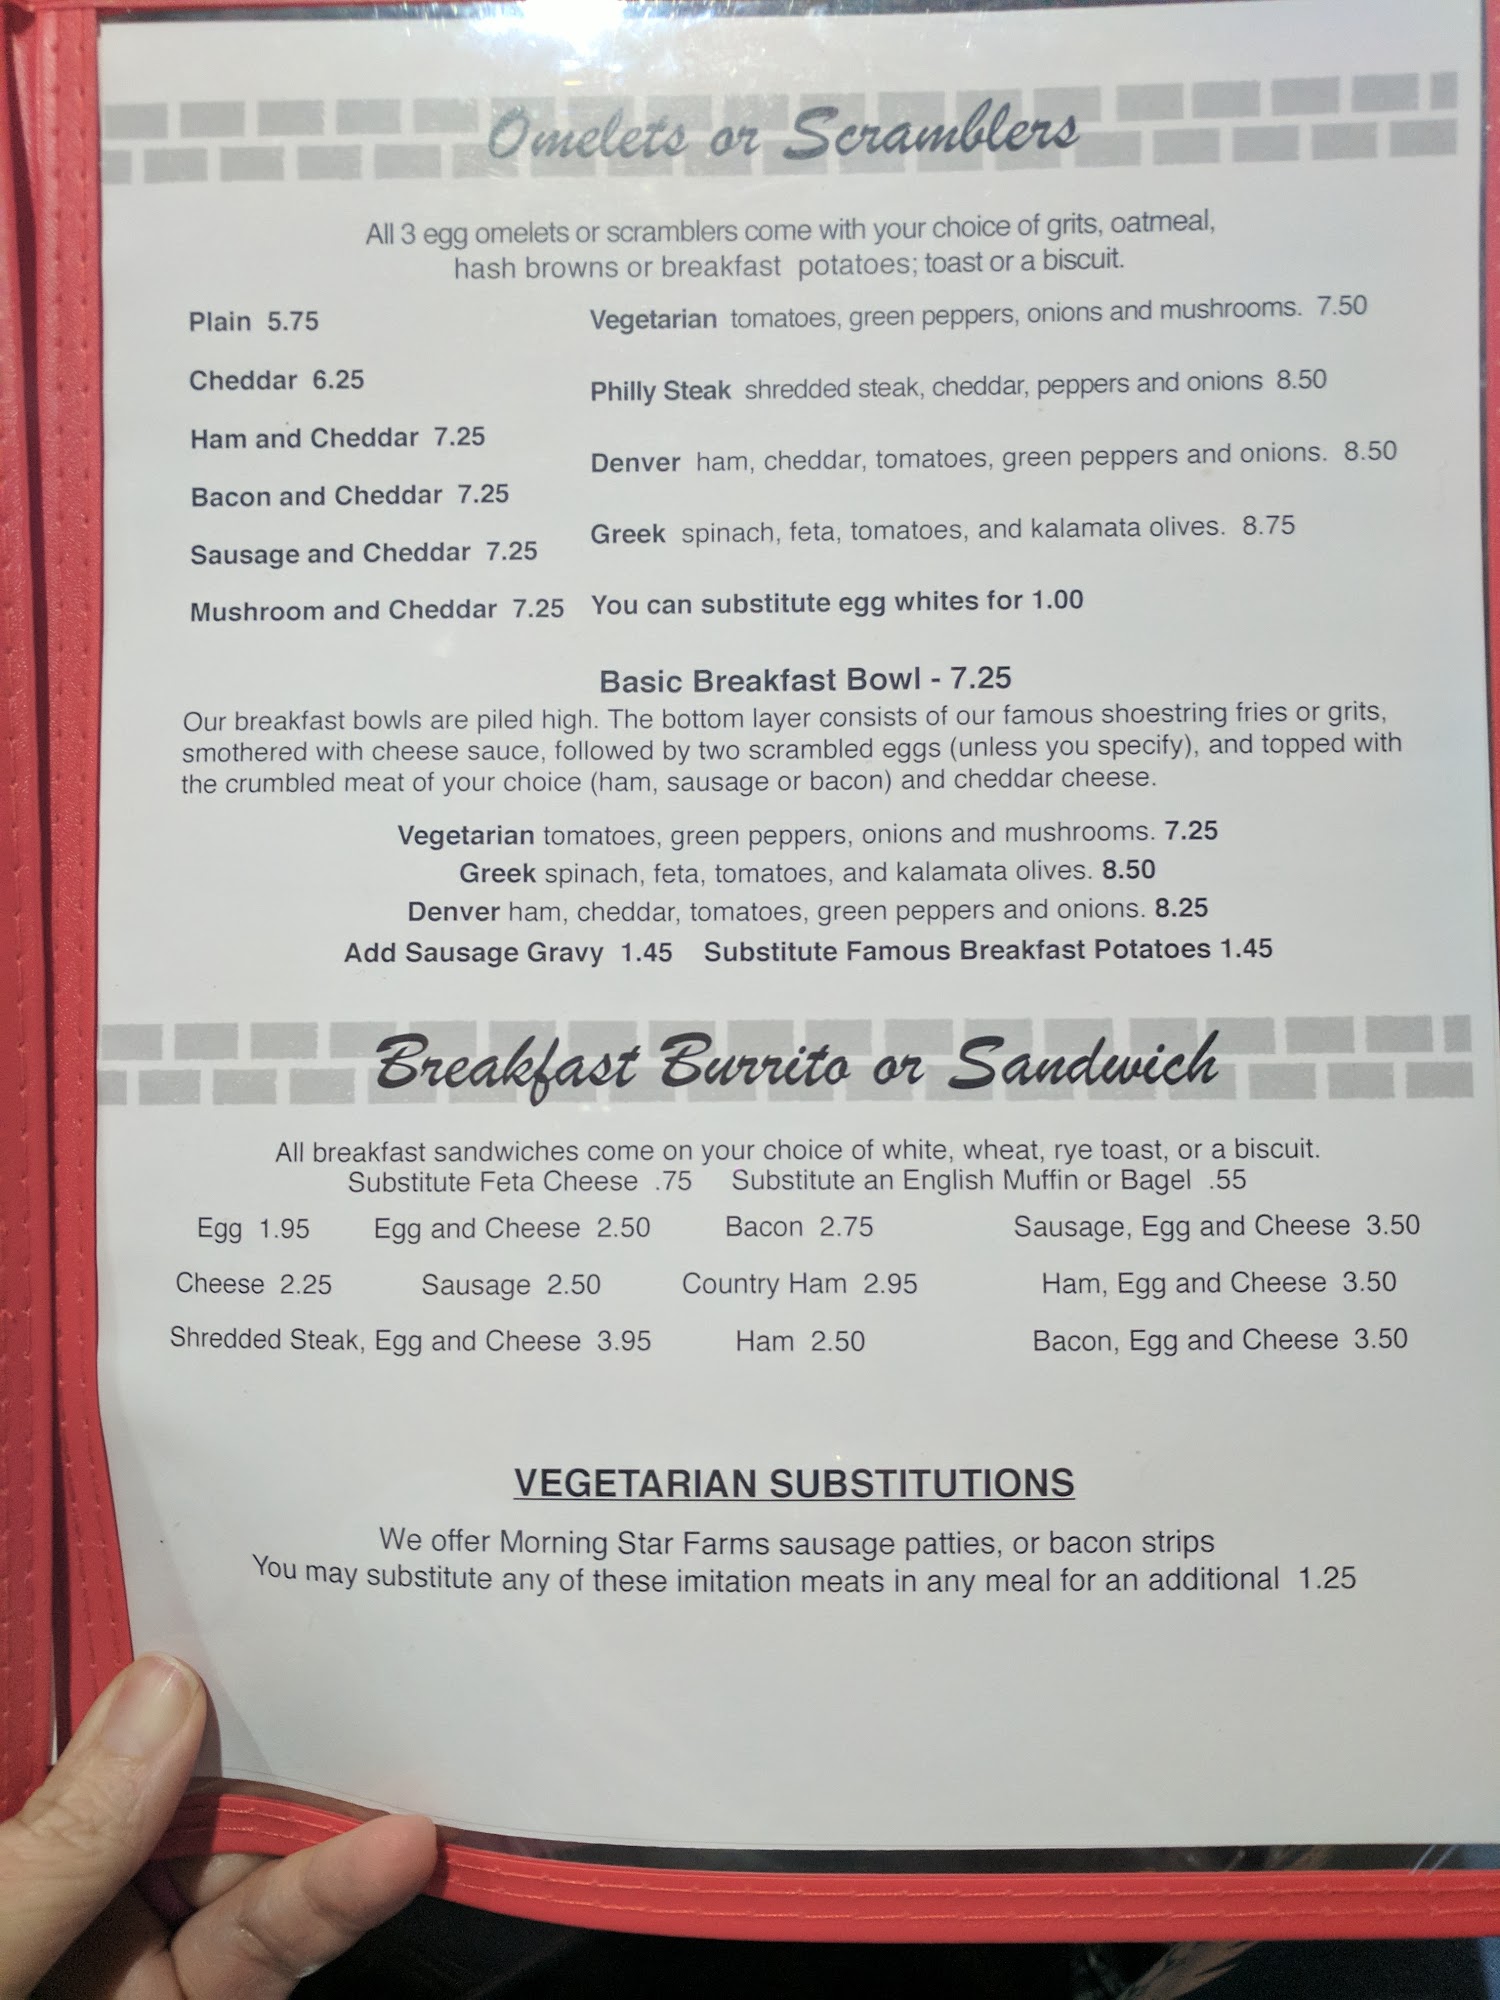 Omelets or Scramblers
All 3 egg omelets or scramblers come with your choice of grits, oatmeal,
hash browns or breakfast potatoes; toast or a biscuit.
Plain 5.75
Cheddar 6.25
Ham and Cheddar 7.25
Bacon and Cheddar 7.25
Sausage and Cheddar 7.25
Mushroom and Cheddar 7.25
Vegetarian tomatoes, green peppers, onions and mushrooms. 7.50
Philly Steak shredded steak, cheddar, peppers and onions 8.50
Denver ham, cheddar, tomatoes, green peppers and onions. 8.50
Greek spinach, feta, tomatoes, and kalamata olives. 8.75
You can substitute egg whites for 1.00
Basic Breakfast Bowl - 7.25
Our breakfast bowls are piled high. The bottom layer consists of our famous shoestring fries or grits,
smothered with cheese sauce, followed by two scrambled eggs (unless you specify), and topped with
the crumbled meat of your choice (ham, sausage or bacon) and cheddar cheese.
Vegetarian tomatoes, green peppers, onions and mushrooms. 7.25
Greek spinach, feta, tomatoes, and kalamata olives. 8.50
Denver ham, cheddar, tomatoes, green peppers and onions. 8.25
Add Sausage Gravy 1.45 Substitute Famous Breakfast Potatoes 1.45
Breakfast Burrito or Sandwich
All breakfast sandwiches come on your choice of white, wheat, rye toast, or a biscuit.
Substitute Feta Cheese .75 Substitute an English Muffin or Bagel .55
Egg 1.95 Egg and Cheese 2.50 Bacon 2.75 Sausage, Egg and Cheese 3.50
Cheese 2.25 Sausage 2.50 Country Ham 2.95 Ham, Egg and Cheese 3.50
Shredded Steak, Egg and Cheese 3.95 Ham 2.50 Bacon, Egg and Cheese 3.50
VEGETARIAN SUBSTITUTIONS
We offer Morning Star Farms sausage patties, or bacon strips
You may substitute any of these imitation meats in any meal for an additional 1.25